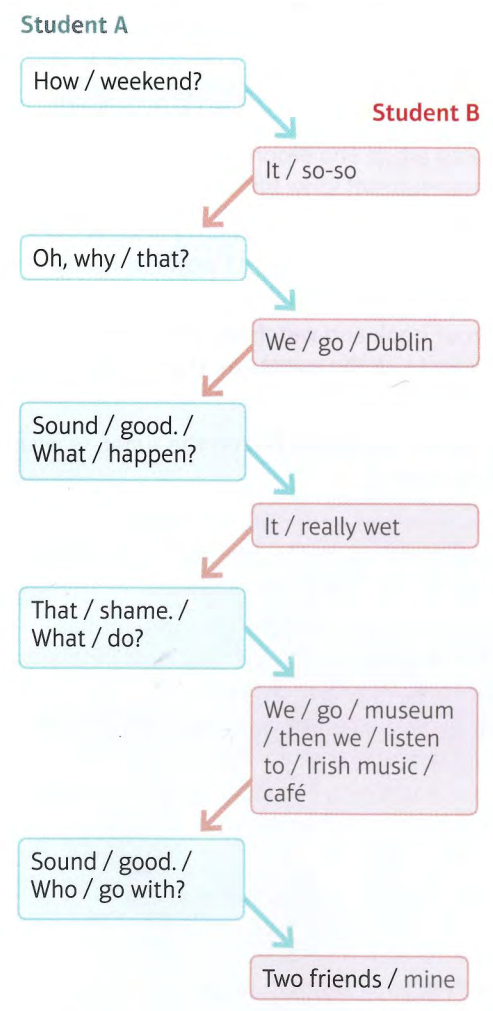 Student A
How / weekend?
Student B
It / so-so
Oh, why / that?
We / go / Dublin
Sound / good. /
What / happen?
It / really wet
That / shame. /
What / do?
We / go / museum
/ then we / listen
to / Irish music /
café
Sound / good. /
Who / go with?
Two friends / mine